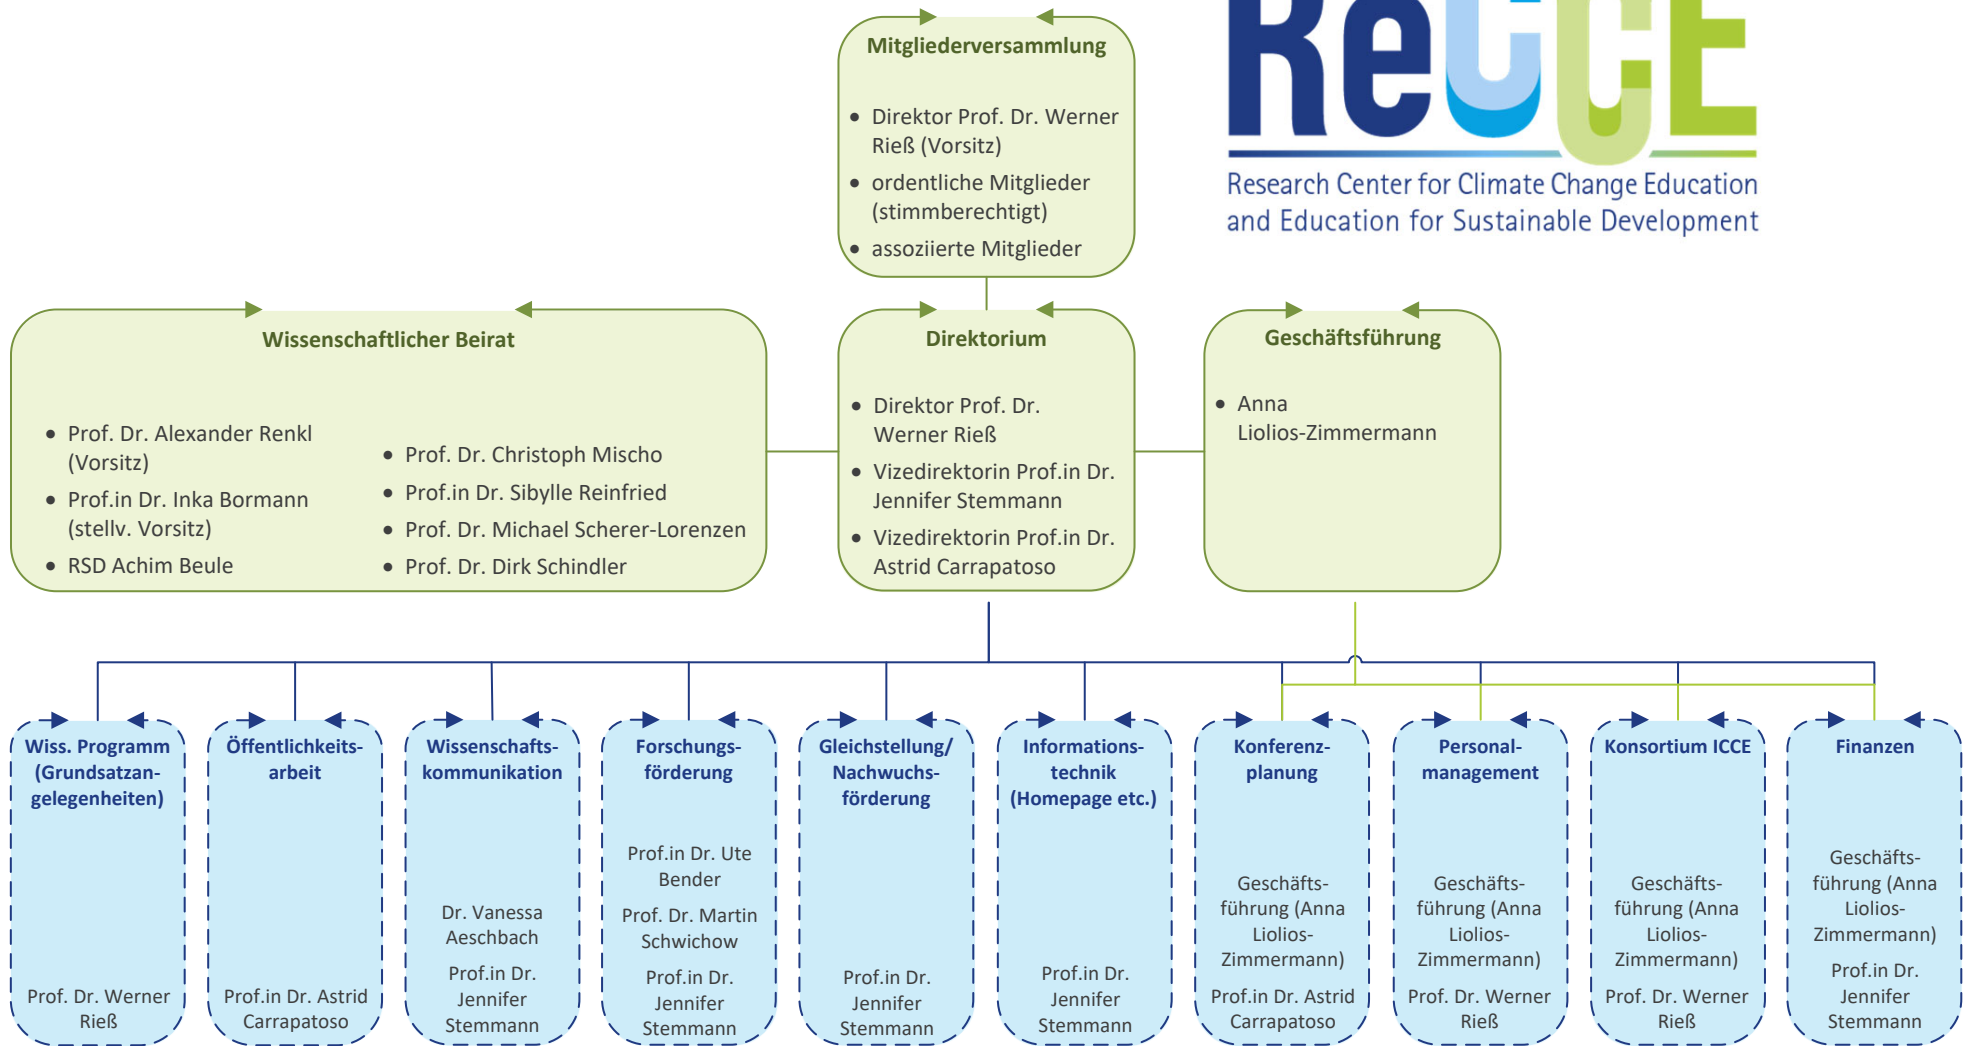 Mitgliederversammlung
• Direktor Prof. Dr. Werner
Rieß (Vorsitz)
• ordentliche Mitglieder
(stimmberechtigt)
• assoziierte Mitglieder
ReCCE
Research Center for Climate Change Education
and Education for Sustainable Development
Wissenschaftlicher Beirat
• Prof. Dr. Alexander Renkl
(Vorsitz)
• Prof.in Dr. Inka Bormann
(stellv. Vorsitz)
• RSD Achim Beule
• Prof. Dr. Christoph Mischo
• Prof.in Dr. Sibylle Reinfried
• Prof. Dr. Michael Scherer-Lorenzen
• Prof. Dr. Dirk Schindler
Direktorium
• Direktor Prof. Dr.
Werner Rieß
• Vizedirektorin Prof.in Dr.
Jennifer Stemmann
• Vizedirektorin Prof.in Dr.
Astrid Carrapatoso
Geschäftsführung
• Anna
Liolios-Zimmermann
Wiss. Programm
(Grundsatzan-
gelegenheiten)
Prof. Dr. Werner
Rieß
Öffentlichkeits-
arbeit
Prof.in Dr. Astrid
Carrapatoso
Wissenschafts-
kommunikation
Dr. Vanessa
Aeschbach
Prof.in Dr.
Jennifer
Stemmann
Forschungs-
förderung
Prof.in Dr. Ute
Bender
Prof. Dr. Martin
Schwichow
Prof.in Dr.
Jennifer
Stemmann
Gleichstellung/
Nachwuchs-
förderung
Prof.in Dr.
Jennifer
Stemmann
Informations-
technik
(Homepage etc.)
Prof.in Dr.
Jennifer
Stemmann
Konferenz-
planung
Geschäfts-
führung (Anna
Liolios-
Zimmermann)
Prof.in Dr. Astrid
Carrapatoso
Personal-
management
Geschäfts-
führung (Anna
Liolios-
Zimmermann)
Prof. Dr. Werner
Rieß
Konsortium ICCE
Geschäfts-
führung (Anna
Liolios-
Zimmermann)
Prof. Dr. Werner
Rieß
Finanzen
Geschäfts-
führung (Anna
Liolios-
Zimmermann)
Prof.in Dr.
Jennifer
Stemmann